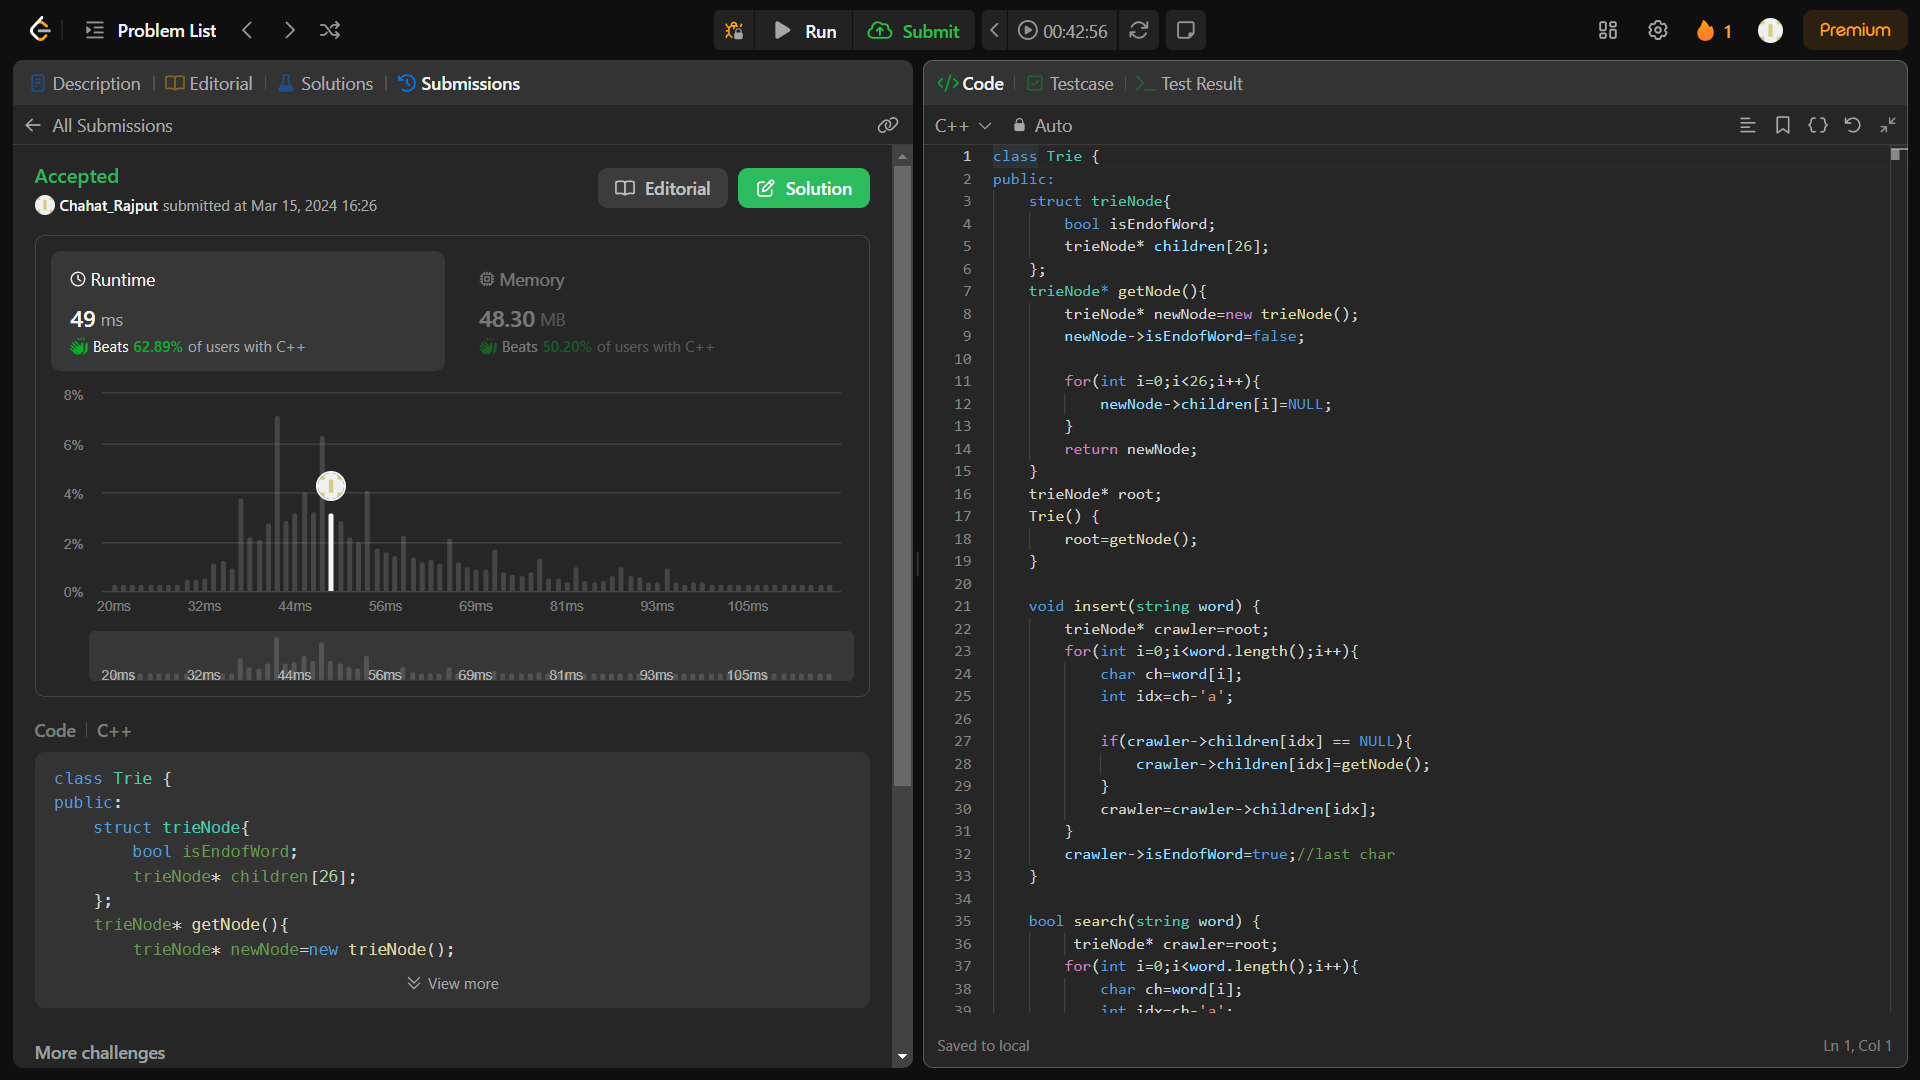 Problem List
Run
Submit
00:42:56
1
Premium
Description
Editorial
Solutions
Submissions
All Submissions
Accepted
Chahat_Rajput submitted at Mar 15, 2024 16:26
Editorial
Solution
Runtime
49 ms
Beats 62.89% of users with C++
Memory
48.30 MB
Beats 50.20% of users with C++
8%
6%
4%
2%
0%
20ms 32ms 44ms 56ms 69ms 81ms 93ms 105ms
20ms 32ms 44ms 56ms 69ms 81ms 93ms 105ms
Code C++
class Trie {
public:
    struct trieNode{
        bool isEndofWord;
        trieNode* children[26];
    };
    trieNode* getNode(){
        trieNode* newNode=new trieNode();
View more
More challenges
</> Code
Testcase
>_ Test Result
C++
Auto
1 class Trie {
2 public:
3     struct trieNode{
4         bool isEndofWord;
5         trieNode* children[26];
6     };
7     trieNode* getNode(){
8         trieNode* newNode=new trieNode();
9         newNode->isEndofWord=false;
10
11         for(int i=0;i<26;i++){
12             newNode->children[i]=NULL;
13         }
14         return newNode;
15     }
16     trieNode* root;
17     Trie() {
18         root=getNode();
19     }
20
21     void insert(string word) {
22         trieNode* crawler=root;
23         for(int i=0;i<word.length();i++){
24             char ch=word[i];
25             int idx=ch-'a';
26
27             if(crawler->children[idx] == NULL){
28                 crawler->children[idx]=getNode();
29             }
30             crawler=crawler->children[idx];
31         }
32         crawler->isEndofWord=true;//last char
33     }
34
35     bool search(string word) {
36          trieNode* crawler=root;
37         for(int i=0;i<word.length();i++){
38             char ch=word[i];
39             int idx=ch-'a';
Saved to local
Ln 1, Col 1